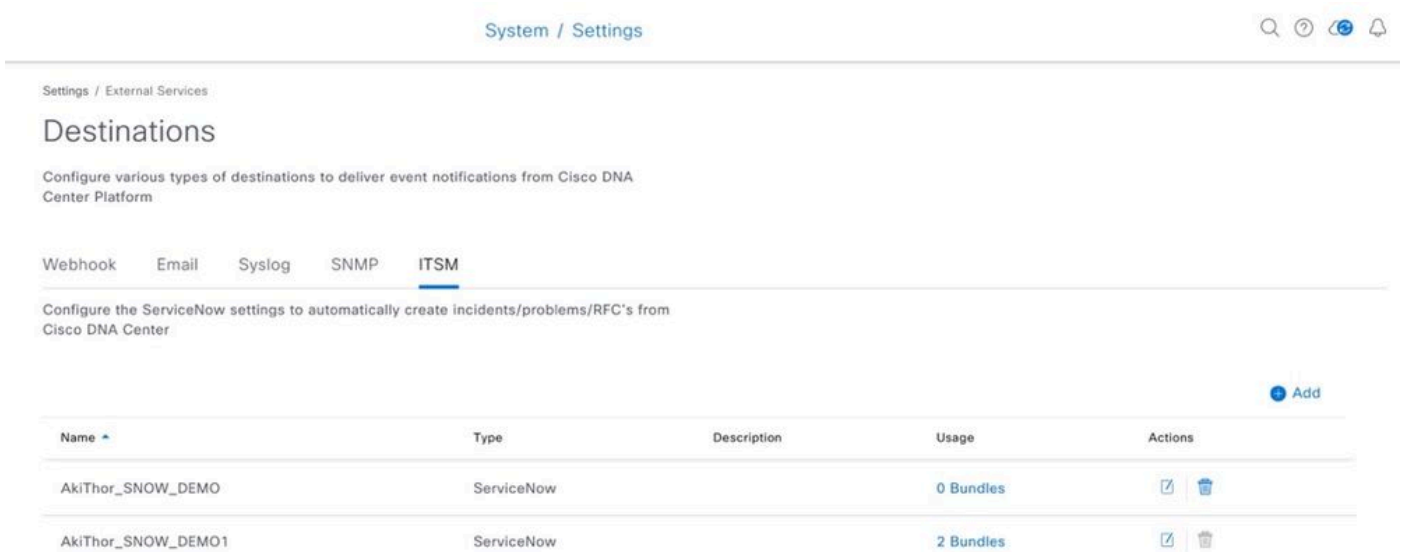 System / Settings
Settings / External Services
Destinations
Configure various types of destinations to deliver event notifications from Cisco DNA
Center Platform
Webhook Email Syslog SNMP ITSM
Configure the ServiceNow settings to automatically create incidents/problems/RFC's from
Cisco DNA Center
Add
Name Type Description Usage Actions
AkiThor_SNOW_DEMO ServiceNow 0 Bundles
AkiThor_SNOW_DEMO1 ServiceNow 2 Bundles